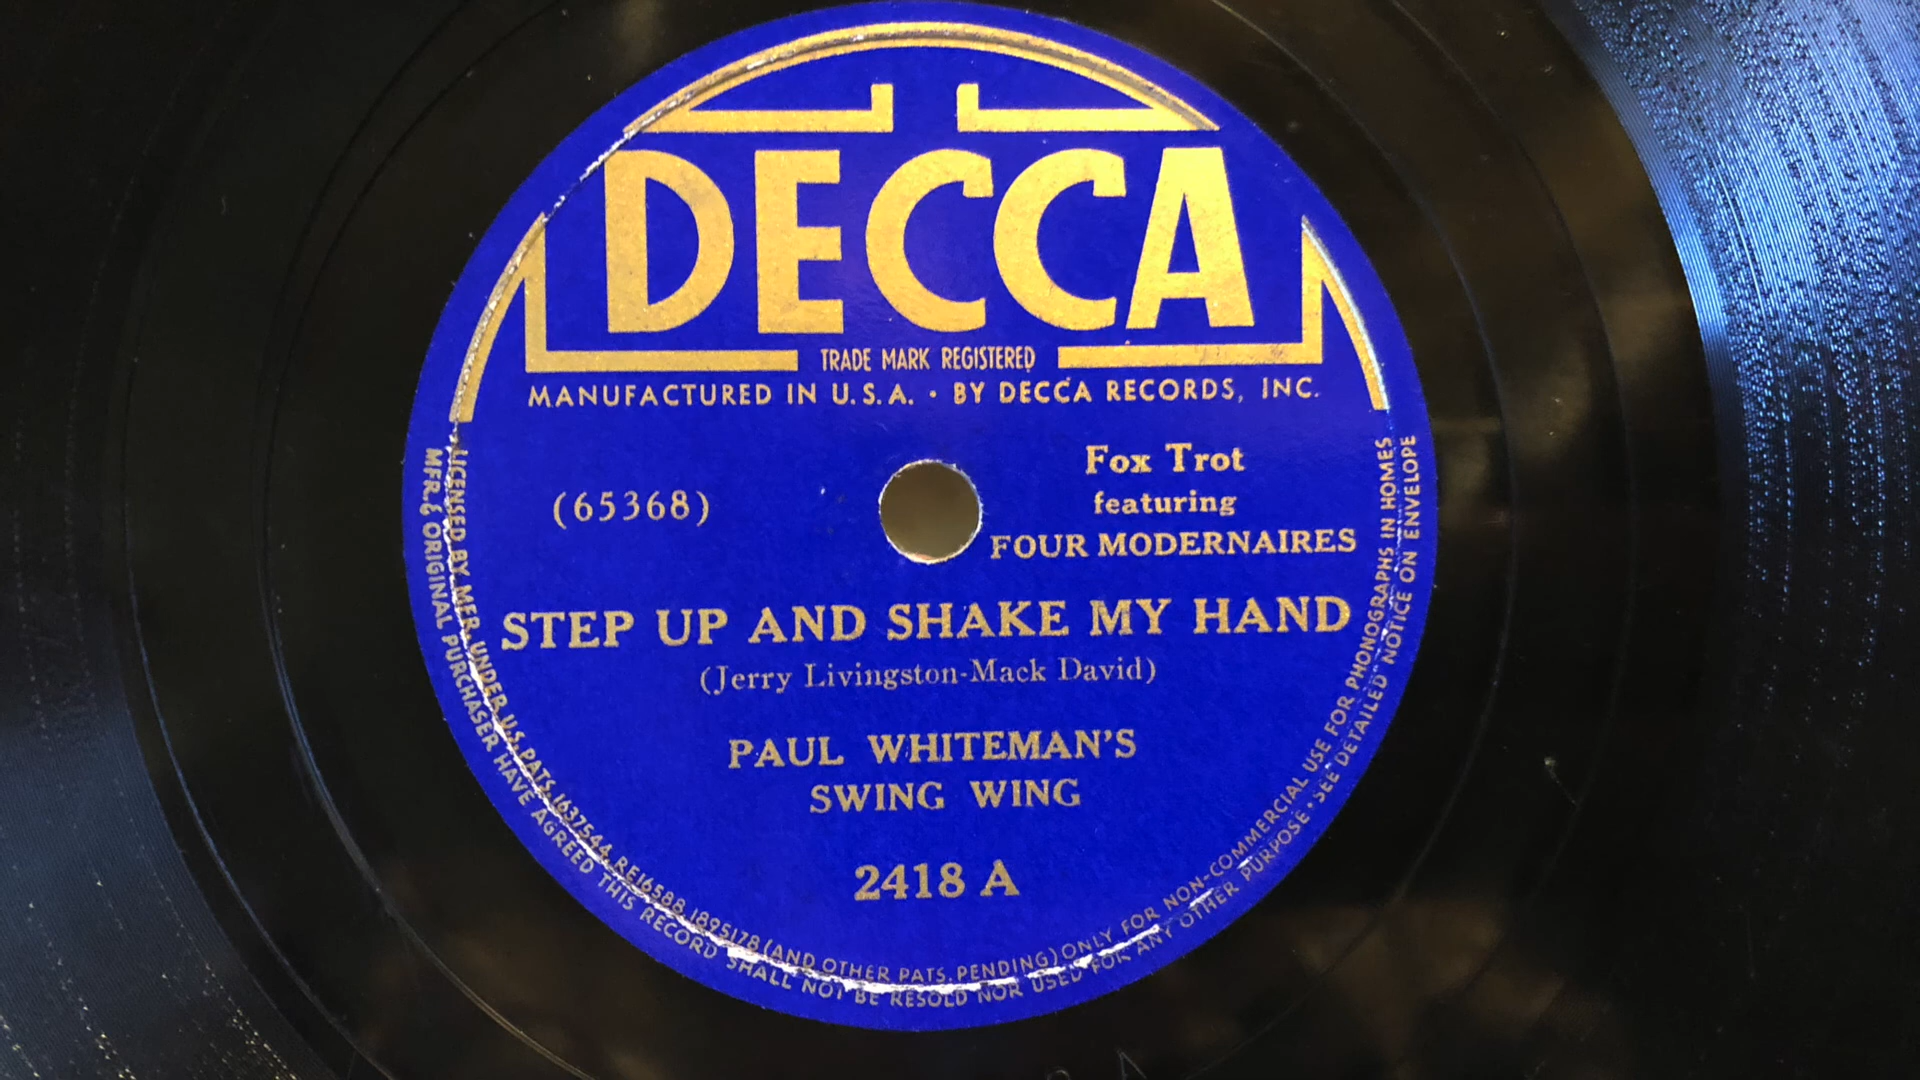 DECCA
TRADE MARK REGISTERED
MANUFACTURED IN U.S.A. • BY DECCA RECORDS, INC.
(65368)
Fox Trot
featuring
FOUR MODERNAIRES
STEP UP AND SHAKE MY HAND
(Jerry Livingston-Mack David)
PAUL WHITEMAN'S
SWING WING
2418 A
LICENSED BY MFR. UNDER U.S. PATS. 1637544, RE16588, 1895178 (AND OTHER PATS. PENDING) ONLY FOR NON-COMMERCIAL USE FOR PHONOGRAPHS IN HOMES
MFR. & ORIGINAL PURCHASER HAVE AGREED THIS RECORD SHALL NOT BE RESOLD NOR USED FOR ANY OTHER PURPOSE • SEE DETAILED NOTICE ON ENVELOPE